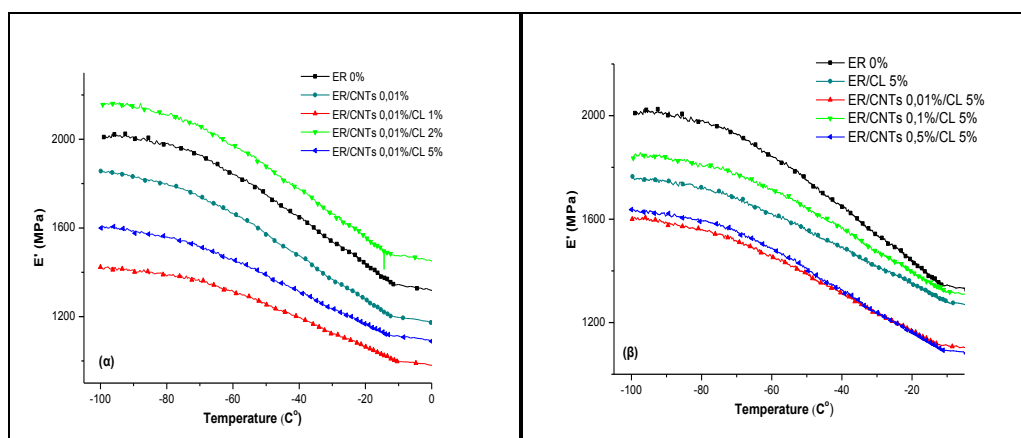 ER 0%
ER/CNTs 0,01%
ER/CNTs 0,01%/CL 1%
ER/CNTs 0,01%/CL 2%
ER/CNTs 0,01%/CL 5%
E' (MPa)
2000
1600
1200
(α)
-100 -80 -60 -40 -20 0
Temperature (C°)
ER 0%
ER/CL 5%
ER/CNTs 0,01%/CL 5%
ER/CNTs 0,1%/CL 5%
ER/CNTs 0,5%/CL 5%
E' (MPa)
2000
1600
1200
(β)
-100 -80 -60 -40 -20
Temperature (C°)